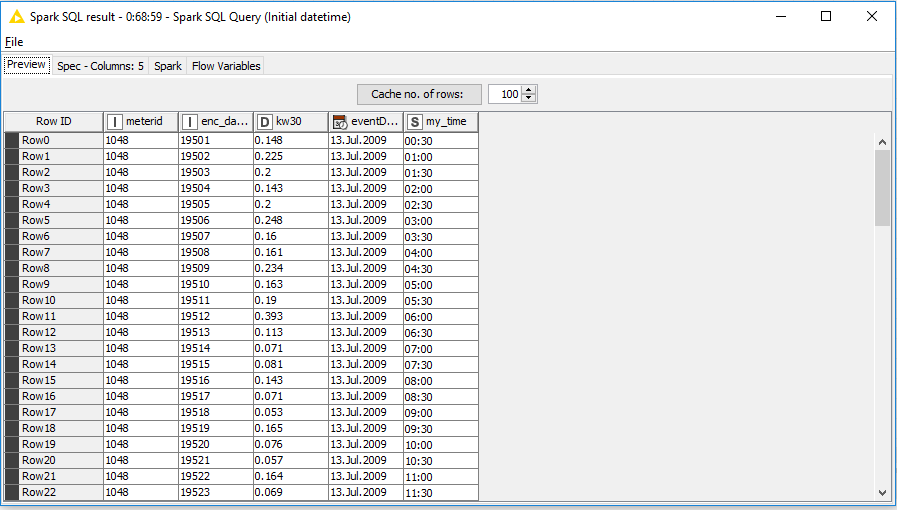 Spark SQL result - 0:68:59 - Spark SQL Query (Initial datetime)
File
Preview Spec - Columns: 5 Spark Flow Variables
Cache no. of rows: 100
Row ID I meterid I enc_da... D kw30 eventD... S my_time
Row0 1048 19501 0.148 13.Jul.2009 00:30
Row1 1048 19502 0.225 13.Jul.2009 01:00
Row2 1048 19503 0.2 13.Jul.2009 01:30
Row3 1048 19504 0.143 13.Jul.2009 02:00
Row4 1048 19505 0.2 13.Jul.2009 02:30
Row5 1048 19506 0.248 13.Jul.2009 03:00
Row6 1048 19507 0.16 13.Jul.2009 03:30
Row7 1048 19508 0.161 13.Jul.2009 04:00
Row8 1048 19509 0.234 13.Jul.2009 04:30
Row9 1048 19510 0.163 13.Jul.2009 05:00
Row10 1048 19511 0.19 13.Jul.2009 05:30
Row11 1048 19512 0.393 13.Jul.2009 06:00
Row12 1048 19513 0.113 13.Jul.2009 06:30
Row13 1048 19514 0.071 13.Jul.2009 07:00
Row14 1048 19515 0.081 13.Jul.2009 07:30
Row15 1048 19516 0.143 13.Jul.2009 08:00
Row16 1048 19517 0.071 13.Jul.2009 08:30
Row17 1048 19518 0.053 13.Jul.2009 09:00
Row18 1048 19519 0.165 13.Jul.2009 09:30
Row19 1048 19520 0.076 13.Jul.2009 10:00
Row20 1048 19521 0.057 13.Jul.2009 10:30
Row21 1048 19522 0.164 13.Jul.2009 11:00
Row22 1048 19523 0.069 13.Jul.2009 11:30